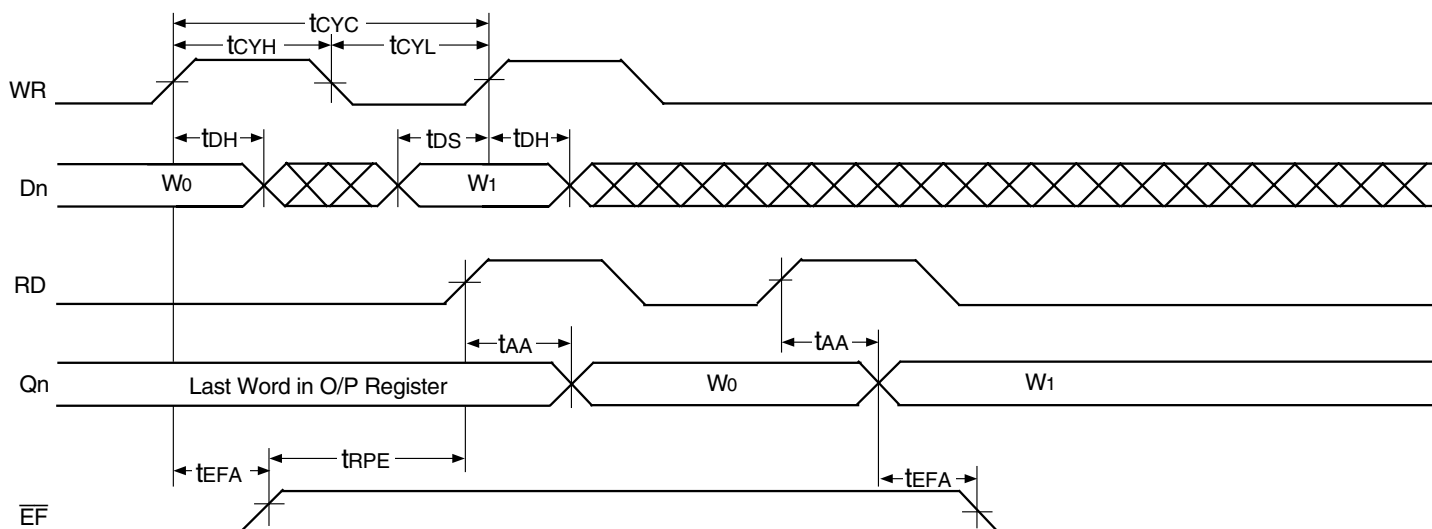 tCYC
tCYH
tCYL
WR
tDH
tDS
tDH
Dn
W0
W1
RD
tAA
tAA
Qn
Last Word in O/P Register
W0
W1
tEFA
tRPE
tEFA
EF